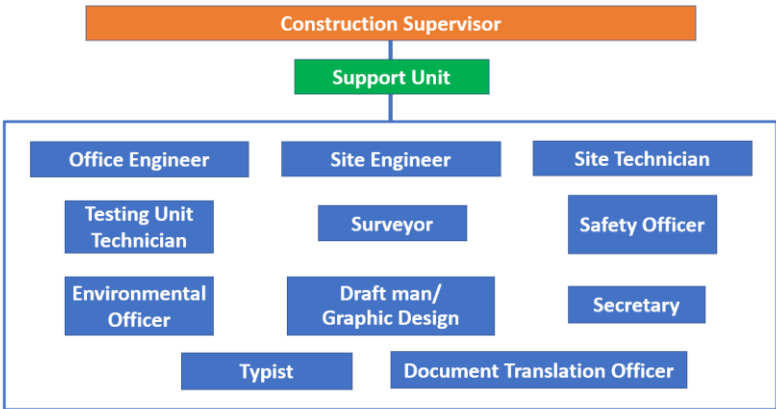 Construction Supervisor
Support Unit
Office Engineer
Site Engineer
Site Technician
Testing Unit
Technician
Surveyor
Safety Officer
Environmental
Officer
Draft man/
Graphic Design
Secretary
Typist
Document Translation Officer